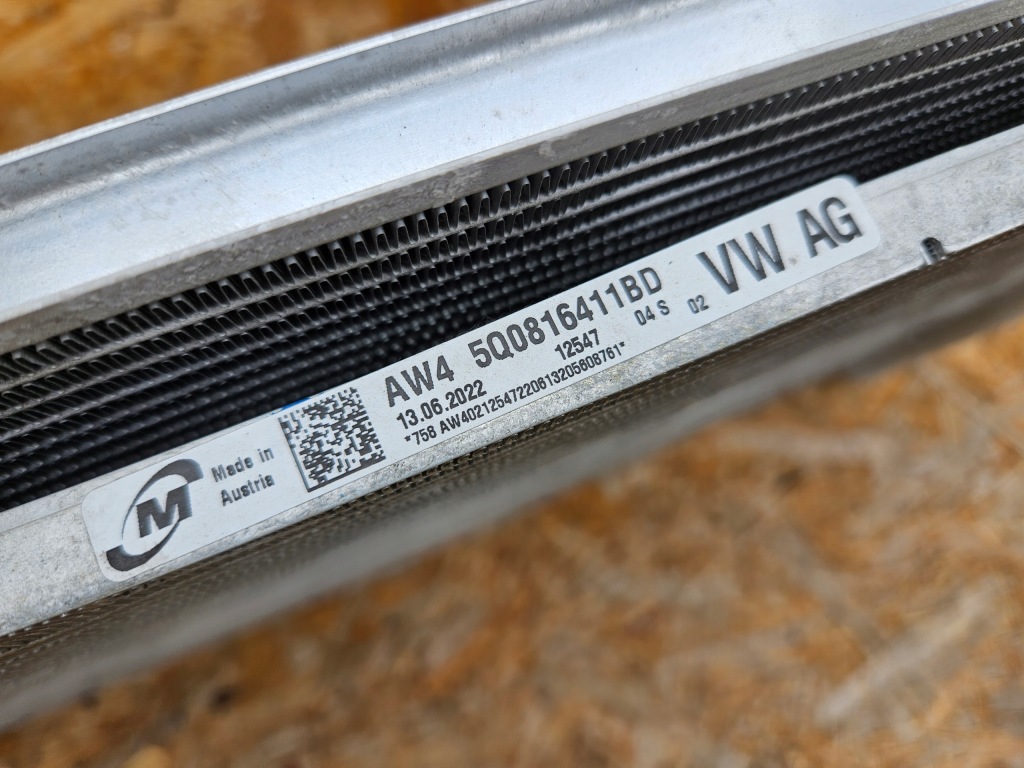 M
Made in
Austria
AW4 5Q0816411BD
13.06.2022 12547 04 S 02
*758 AW40212547220613205608761*
VW AG